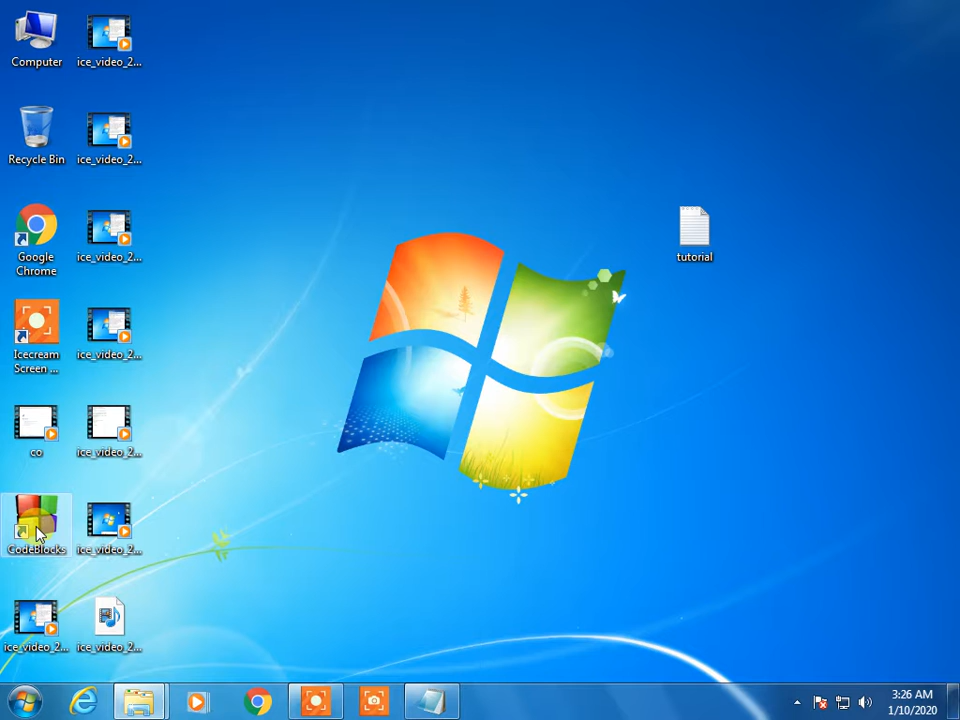 Computer
ice_video_2...
Recycle Bin
ice_video_2...
Google
Chrome
ice_video_2...
tutorial
Icecream
Screen ...
ice_video_2...
co
ice_video_2...
CodeBlocks
ice_video_2...
ice_video_2...
ice_video_2...
3:26 AM
1/10/2020